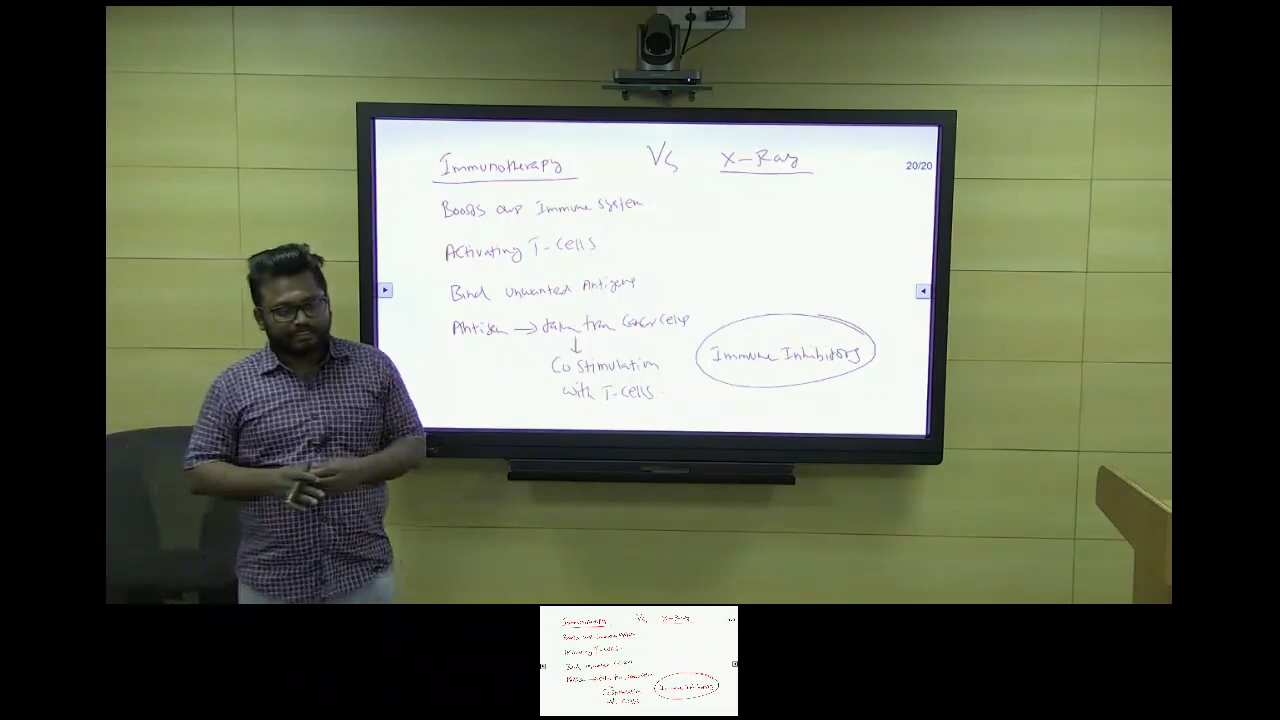 Immunotherapy Vs X-Ray
20/20
Boosts our Immune system
Activating T-Cells
Bind unwanted Antigens
Antigen → taken from Cancer Cells
↓
Co Stimulation
with T-Cells
Immune Inhibitors